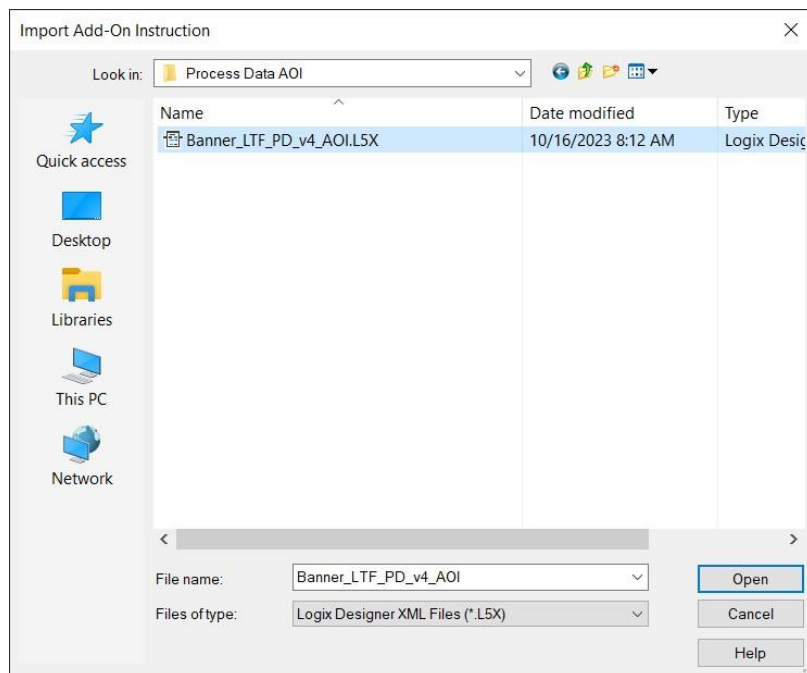 Import Add-On Instruction
Look in: Process Data AOI
Name Date modified Type
Banner_LTF_PD_v4_AOI.L5X 10/16/2023 8:12 AM Logix Desig
Quick access
Desktop
Libraries
This PC
Network
File name: Banner_LTF_PD_v4_AOI Open
Files of type: Logix Designer XML Files (*.L5X) Cancel
Help